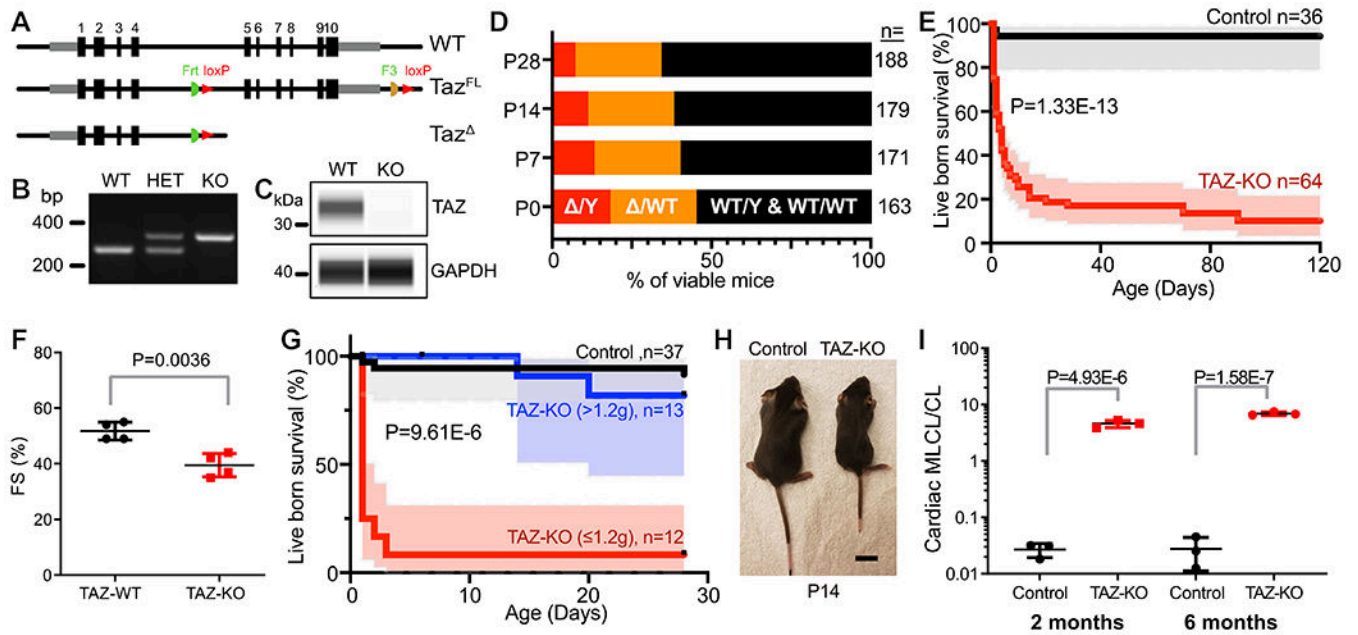 A
1 2 3 4 5 6 7 8 9 10
WT
Frt loxP F3 loxP
Taz^FL
Taz^Δ
B
bp WT HET KO
400
200
C
WT KO
kDa
30
TAZ
40
GAPDH
D
n=
P28 188
P14 179
P7 171
P0 Δ/Y Δ/WT WT/Y & WT/WT 163
0 50 100
% of viable mice
E
Live born survival (%)
100
80
60
40
20
0
Control n=36
P=1.33E-13
TAZ-KO n=64
0 40 80 120
Age (Days)
F
FS (%)
80
60
40
20
0
P=0.0036
TAZ-WT TAZ-KO
G
Live born survival (%)
100
50
0
Control ,n=37
TAZ-KO (>1.2g), n=13
P=9.61E-6
TAZ-KO (≤1.2g), n=12
0 10 20 30
Age (Days)
H
Control TAZ-KO
P14
I
Cardiac MLCL/CL
100
10
1
0.1
0.01
P=4.93E-6 P=1.58E-7
Control TAZ-KO Control TAZ-KO
2 months 6 months